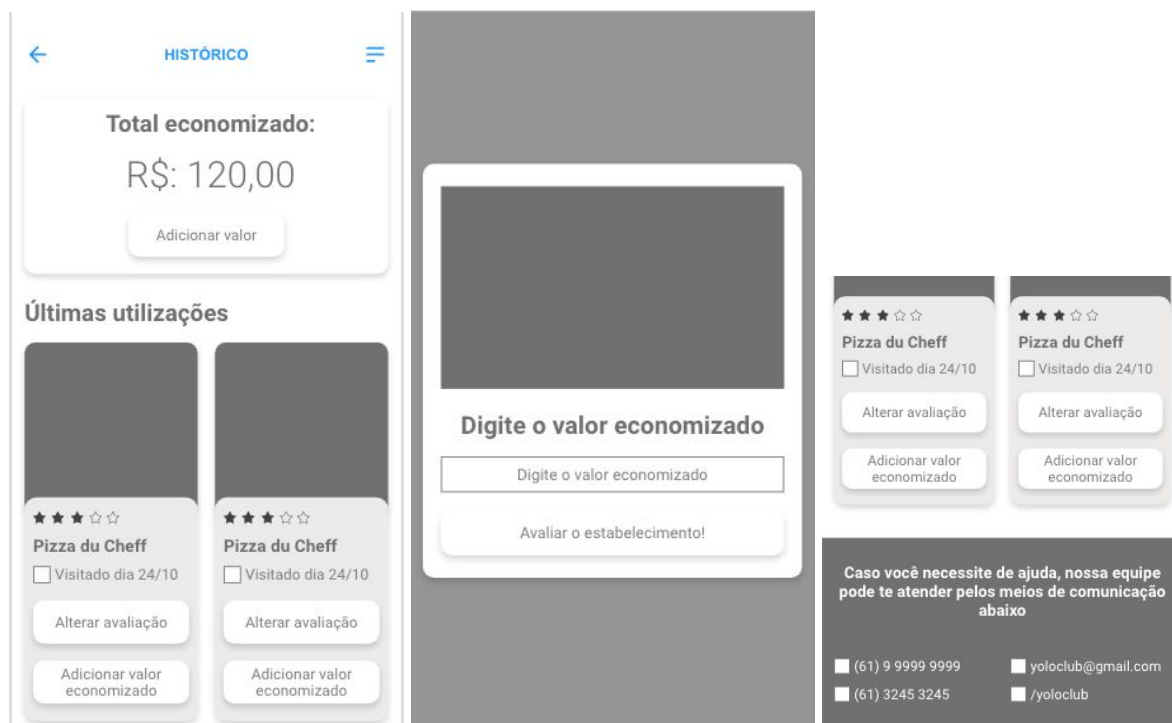 HISTÓRICO
Total economizado:
R$: 120,00
Adicionar valor
Últimas utilizações
Pizza du Cheff
Visitado dia 24/10
Alterar avaliação
Adicionar valor
economizado
Pizza du Cheff
Visitado dia 24/10
Alterar avaliação
Adicionar valor
economizado
Digite o valor economizado
Digite o valor economizado
Avaliar o estabelecimento!
Pizza du Cheff
Visitado dia 24/10
Alterar avaliação
Adicionar valor
economizado
Pizza du Cheff
Visitado dia 24/10
Alterar avaliação
Adicionar valor
economizado
Caso você necessite de ajuda, nossa equipe
pode te atender pelos meios de comunicação
abaixo
(61) 9 9999 9999
yoloclub@gmail.com
(61) 3245 3245
/yoloclub